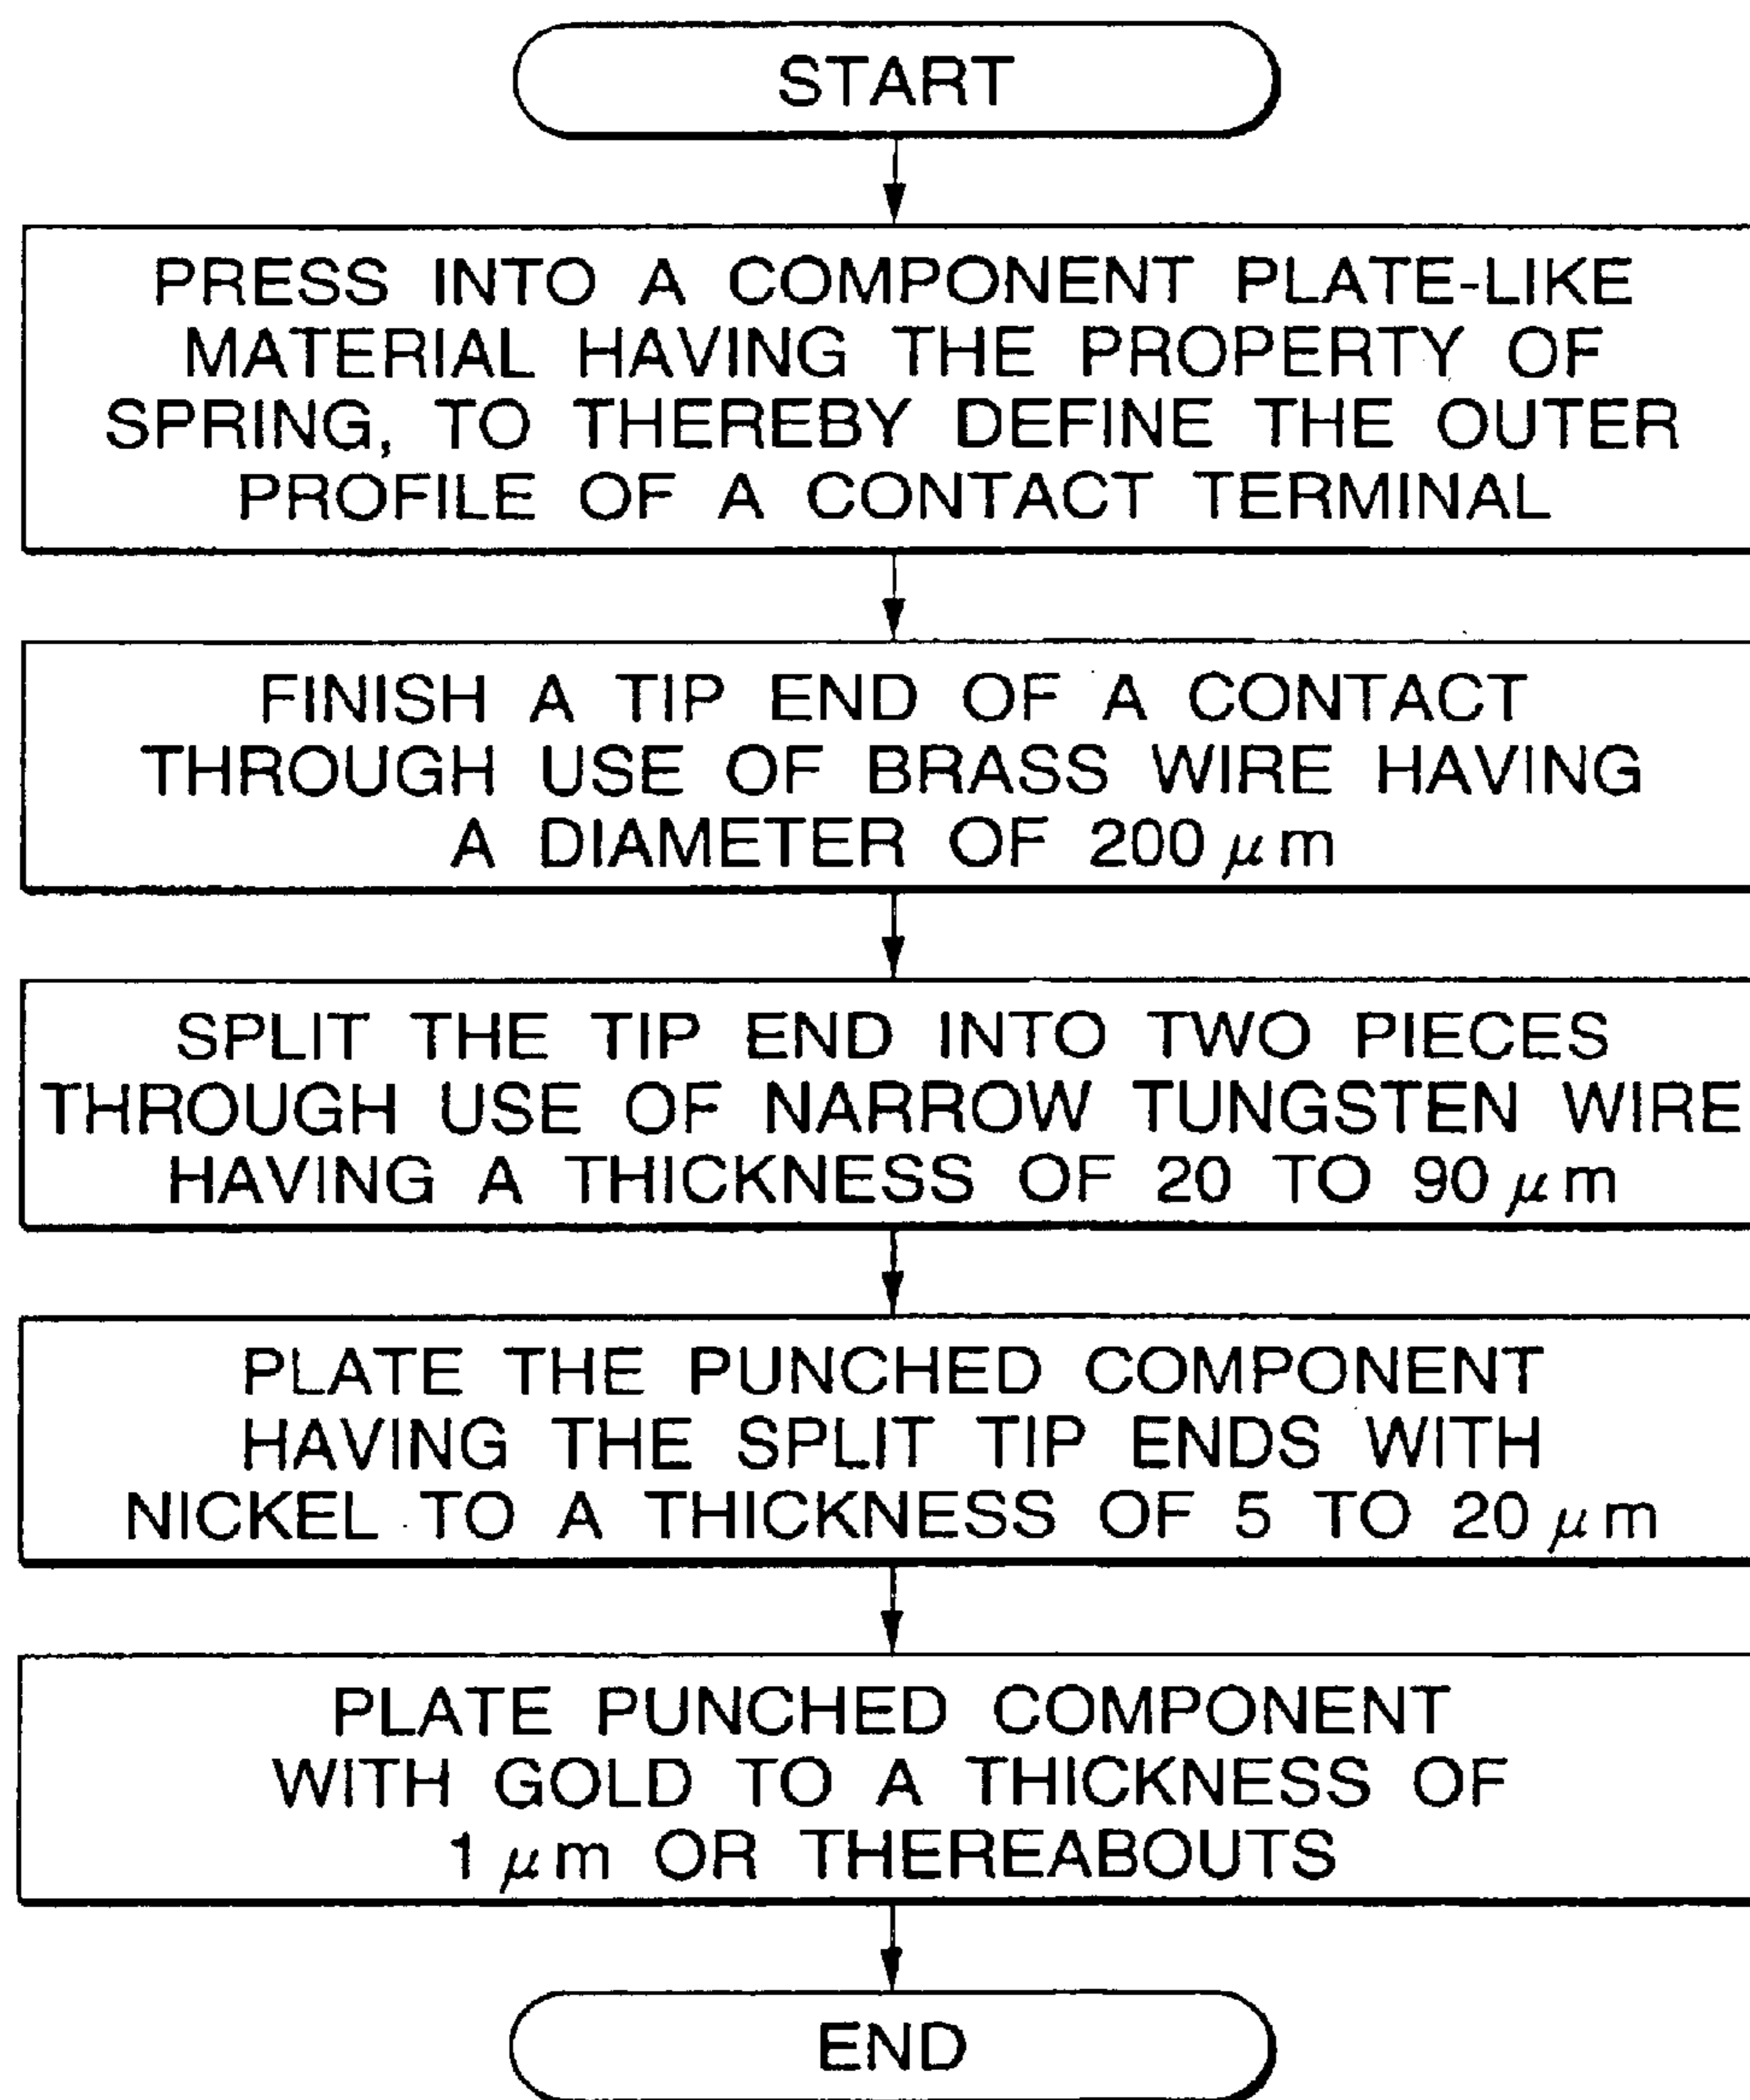 START
PRESS INTO A COMPONENT PLATE-LIKE
MATERIAL HAVING THE PROPERTY OF
SPRING, TO THEREBY DEFINE THE OUTER
PROFILE OF A CONTACT TERMINAL
FINISH A TIP END OF A CONTACT
THROUGH USE OF BRASS WIRE HAVING
A DIAMETER OF 200 μm
SPLIT THE TIP END INTO TWO PIECES
THROUGH USE OF NARROW TUNGSTEN WIRE
HAVING A THICKNESS OF 20 TO 90 μm
PLATE THE PUNCHED COMPONENT
HAVING THE SPLIT TIP ENDS WITH
NICKEL TO A THICKNESS OF 5 TO 20 μm
PLATE PUNCHED COMPONENT
WITH GOLD TO A THICKNESS OF
1 μm OR THEREABOUTS
END